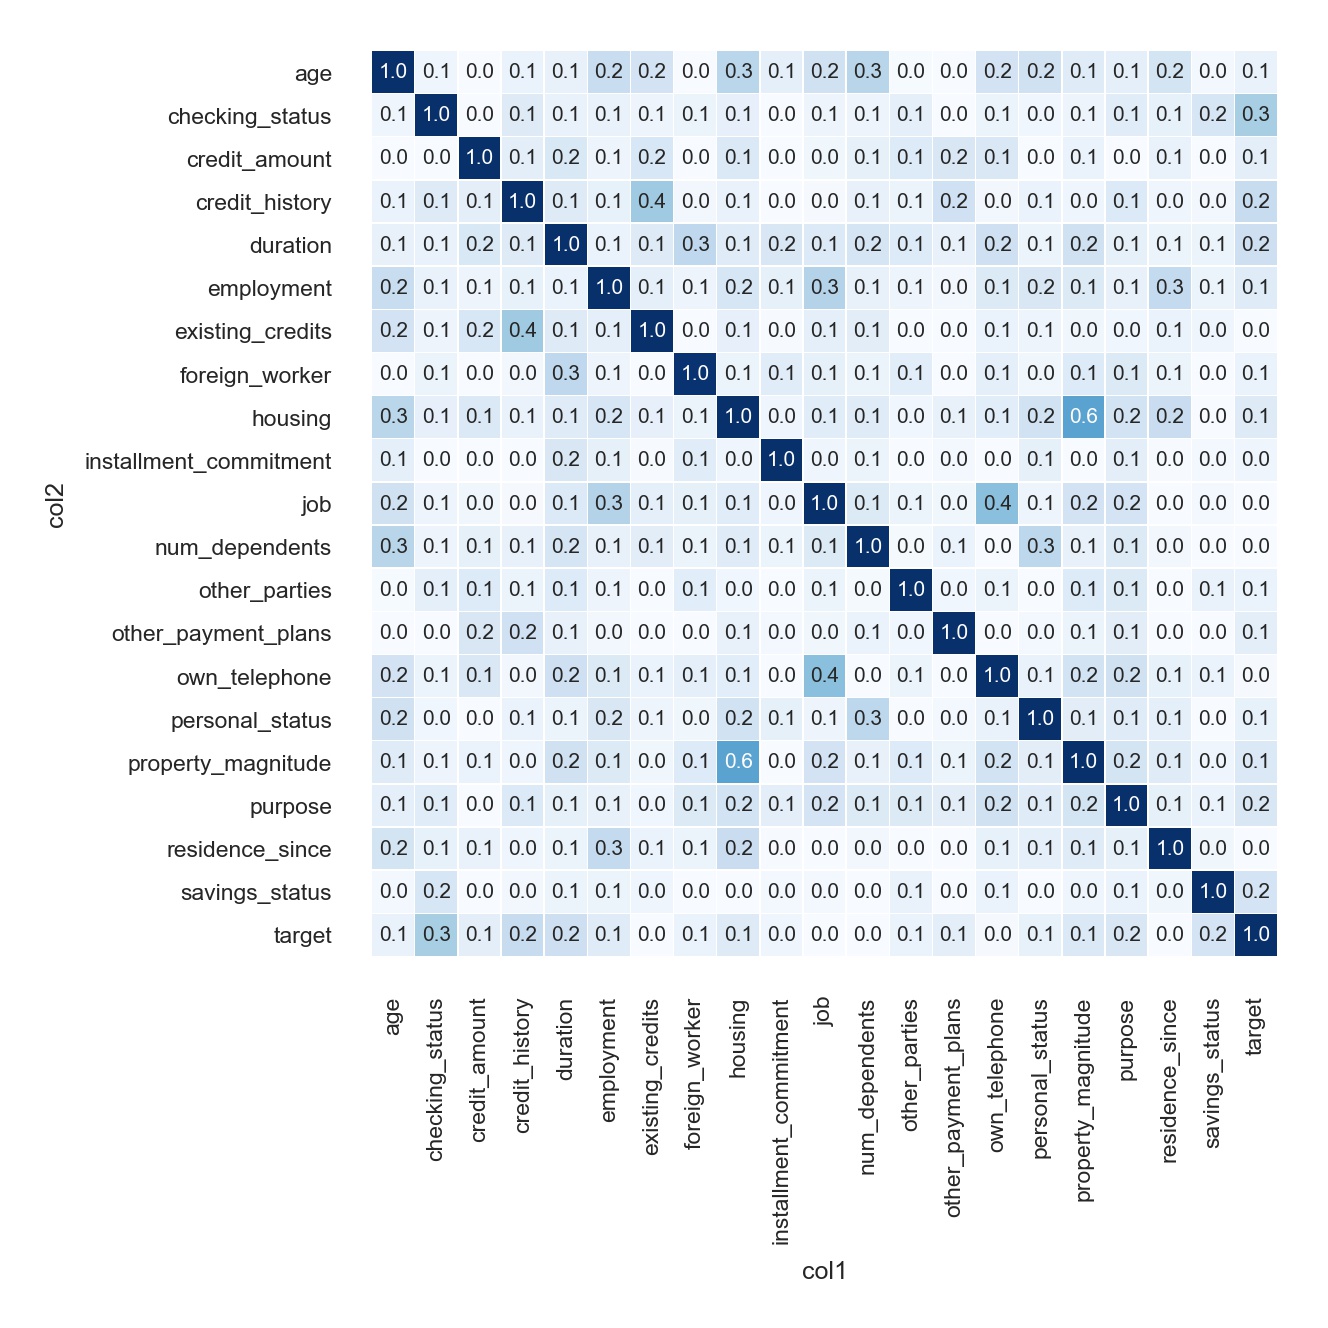 age 1.0 0.1 0.0 0.1 0.1 0.2 0.2 0.0 0.3 0.1 0.2 0.3 0.0 0.0 0.2 0.2 0.1 0.1 0.2 0.0 0.1
checking_status 0.1 1.0 0.0 0.1 0.1 0.1 0.1 0.1 0.1 0.0 0.1 0.1 0.1 0.0 0.1 0.0 0.1 0.1 0.1 0.2 0.3
credit_amount 0.0 0.0 1.0 0.1 0.2 0.1 0.2 0.0 0.1 0.0 0.0 0.1 0.1 0.2 0.1 0.0 0.1 0.0 0.1 0.0 0.1
credit_history 0.1 0.1 0.1 1.0 0.1 0.1 0.4 0.0 0.1 0.0 0.0 0.1 0.1 0.2 0.0 0.1 0.0 0.1 0.0 0.0 0.2
duration 0.1 0.1 0.2 0.1 1.0 0.1 0.1 0.3 0.1 0.2 0.1 0.2 0.1 0.1 0.2 0.1 0.2 0.1 0.1 0.1 0.2
employment 0.2 0.1 0.1 0.1 0.1 1.0 0.1 0.1 0.2 0.1 0.3 0.1 0.1 0.0 0.1 0.2 0.1 0.1 0.3 0.1 0.1
existing_credits 0.2 0.1 0.2 0.4 0.1 0.1 1.0 0.0 0.1 0.0 0.1 0.1 0.0 0.0 0.1 0.1 0.0 0.0 0.1 0.0 0.0
foreign_worker 0.0 0.1 0.0 0.0 0.3 0.1 0.0 1.0 0.1 0.1 0.1 0.1 0.1 0.0 0.1 0.0 0.1 0.1 0.1 0.0 0.1
housing 0.3 0.1 0.1 0.1 0.1 0.2 0.1 0.1 1.0 0.0 0.1 0.1 0.0 0.1 0.1 0.2 0.6 0.2 0.2 0.0 0.1
installment_commitment 0.1 0.0 0.0 0.0 0.2 0.1 0.0 0.1 0.0 1.0 0.0 0.1 0.0 0.0 0.0 0.1 0.0 0.1 0.0 0.0 0.0
job 0.2 0.1 0.0 0.0 0.1 0.3 0.1 0.1 0.1 0.0 1.0 0.1 0.1 0.0 0.4 0.1 0.2 0.2 0.0 0.0 0.0
num_dependents 0.3 0.1 0.1 0.1 0.2 0.1 0.1 0.1 0.1 0.1 0.1 1.0 0.0 0.1 0.0 0.3 0.1 0.1 0.0 0.0 0.0
other_parties 0.0 0.1 0.1 0.1 0.1 0.1 0.0 0.1 0.0 0.0 0.1 0.0 1.0 0.0 0.1 0.0 0.1 0.1 0.0 0.1 0.1
other_payment_plans 0.0 0.0 0.2 0.2 0.1 0.0 0.0 0.0 0.1 0.0 0.0 0.1 0.0 1.0 0.0 0.0 0.1 0.1 0.0 0.0 0.1
own_telephone 0.2 0.1 0.1 0.0 0.2 0.1 0.1 0.1 0.1 0.0 0.4 0.0 0.1 0.0 1.0 0.1 0.2 0.2 0.1 0.1 0.0
personal_status 0.2 0.0 0.0 0.1 0.1 0.2 0.1 0.0 0.2 0.1 0.1 0.3 0.0 0.0 0.1 1.0 0.1 0.1 0.1 0.0 0.1
property_magnitude 0.1 0.1 0.1 0.0 0.2 0.1 0.0 0.1 0.6 0.0 0.2 0.1 0.1 0.1 0.2 0.1 1.0 0.2 0.1 0.0 0.1
purpose 0.1 0.1 0.0 0.1 0.1 0.1 0.0 0.1 0.2 0.1 0.2 0.1 0.1 0.1 0.2 0.1 0.2 1.0 0.1 0.1 0.2
residence_since 0.2 0.1 0.1 0.0 0.1 0.3 0.1 0.1 0.2 0.0 0.0 0.0 0.0 0.0 0.1 0.1 0.1 0.1 1.0 0.0 0.0
savings_status 0.0 0.2 0.0 0.0 0.1 0.1 0.0 0.0 0.0 0.0 0.0 0.0 0.1 0.0 0.1 0.0 0.0 0.1 0.0 1.0 0.2
target 0.1 0.3 0.1 0.2 0.2 0.1 0.0 0.1 0.1 0.0 0.0 0.0 0.1 0.1 0.0 0.1 0.1 0.2 0.0 0.2 1.0
col2
age
checking_status
credit_amount
credit_history
duration
employment
existing_credits
foreign_worker
housing
installment_commitment
job
num_dependents
other_parties
other_payment_plans
own_telephone
personal_status
property_magnitude
purpose
residence_since
savings_status
target
col1